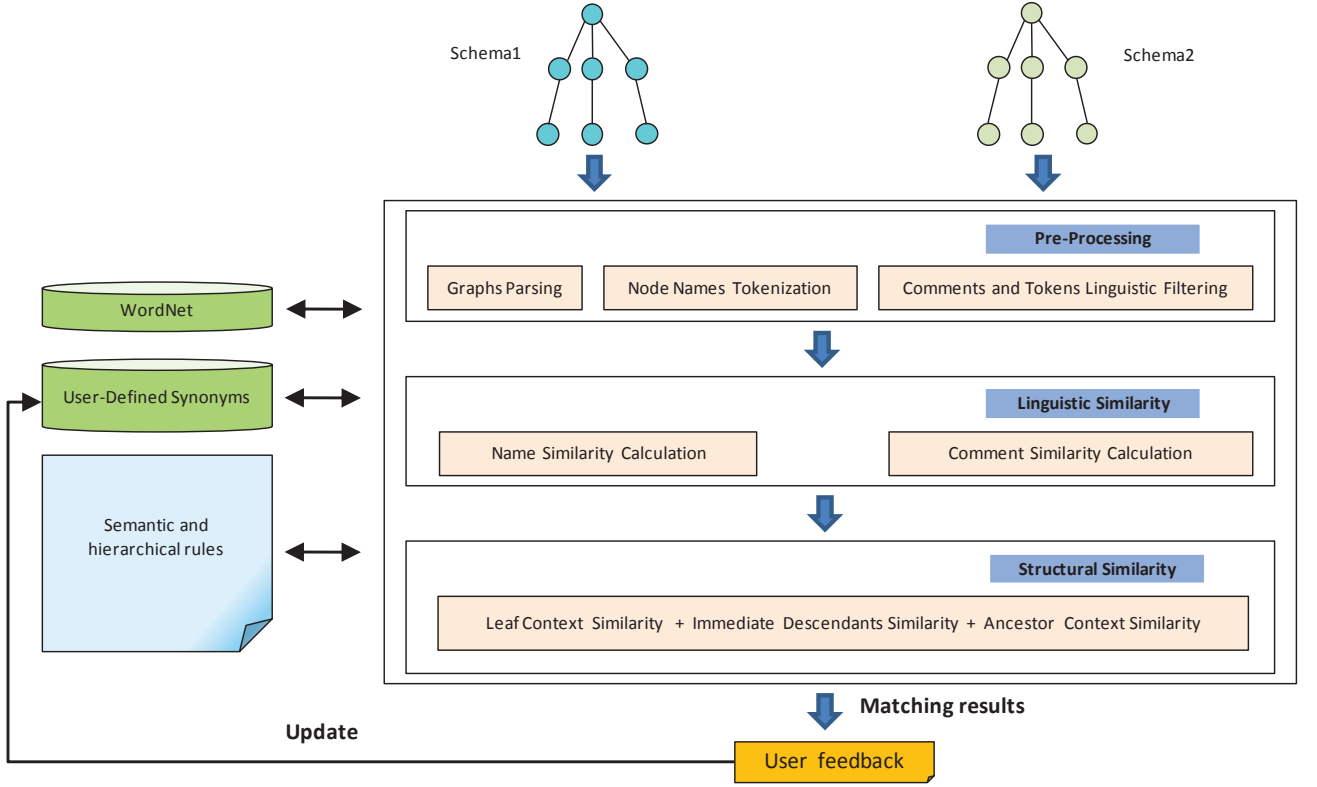 Schema1
Schema2
Pre-Processing
Graphs Parsing
Node Names Tokenization
Comments and Tokens Linguistic Filtering
WordNet
User-Defined Synonyms
Linguistic Similarity
Name Similarity Calculation
Comment Similarity Calculation
Semantic and
hierarchical rules
Structural Similarity
Leaf Context Similarity + Immediate Descendants Similarity + Ancestor Context Similarity
Matching results
Update
User feedback